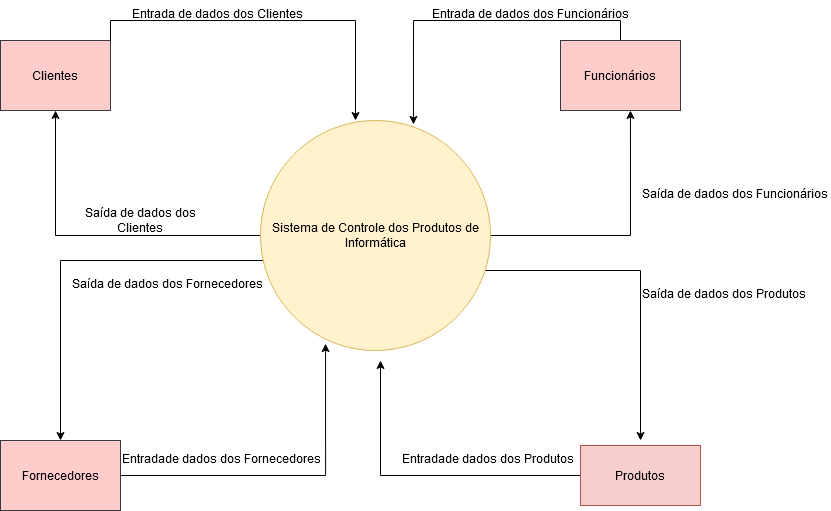 Entrada de dados dos Clientes
Entrada de dados dos Funcionários
Clientes
Funcionários
Saída de dados dos
Clientes
Saída de dados dos Funcionários
Sistema de Controle dos Produtos de
Informática
Saída de dados dos Fornecedores
Saída de dados dos Produtos
Entradade dados dos Fornecedores
Entradade dados dos Produtos
Fornecedores
Produtos